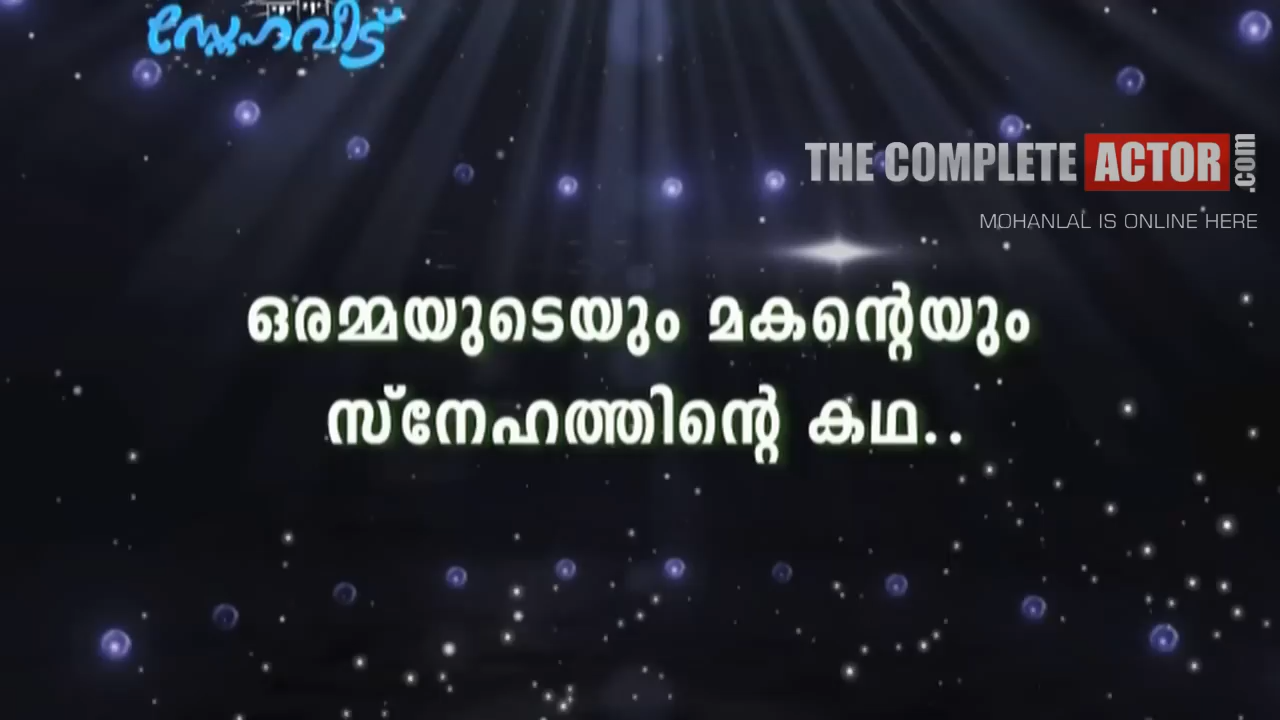 സ്നേഹവീട്
THE COMPLETE ACTOR .com
MOHANLAL IS ONLINE HERE
ഒരമ്മയുടെയും മകന്റെയും
സ്നേഹത്തിന്റെ കഥ..